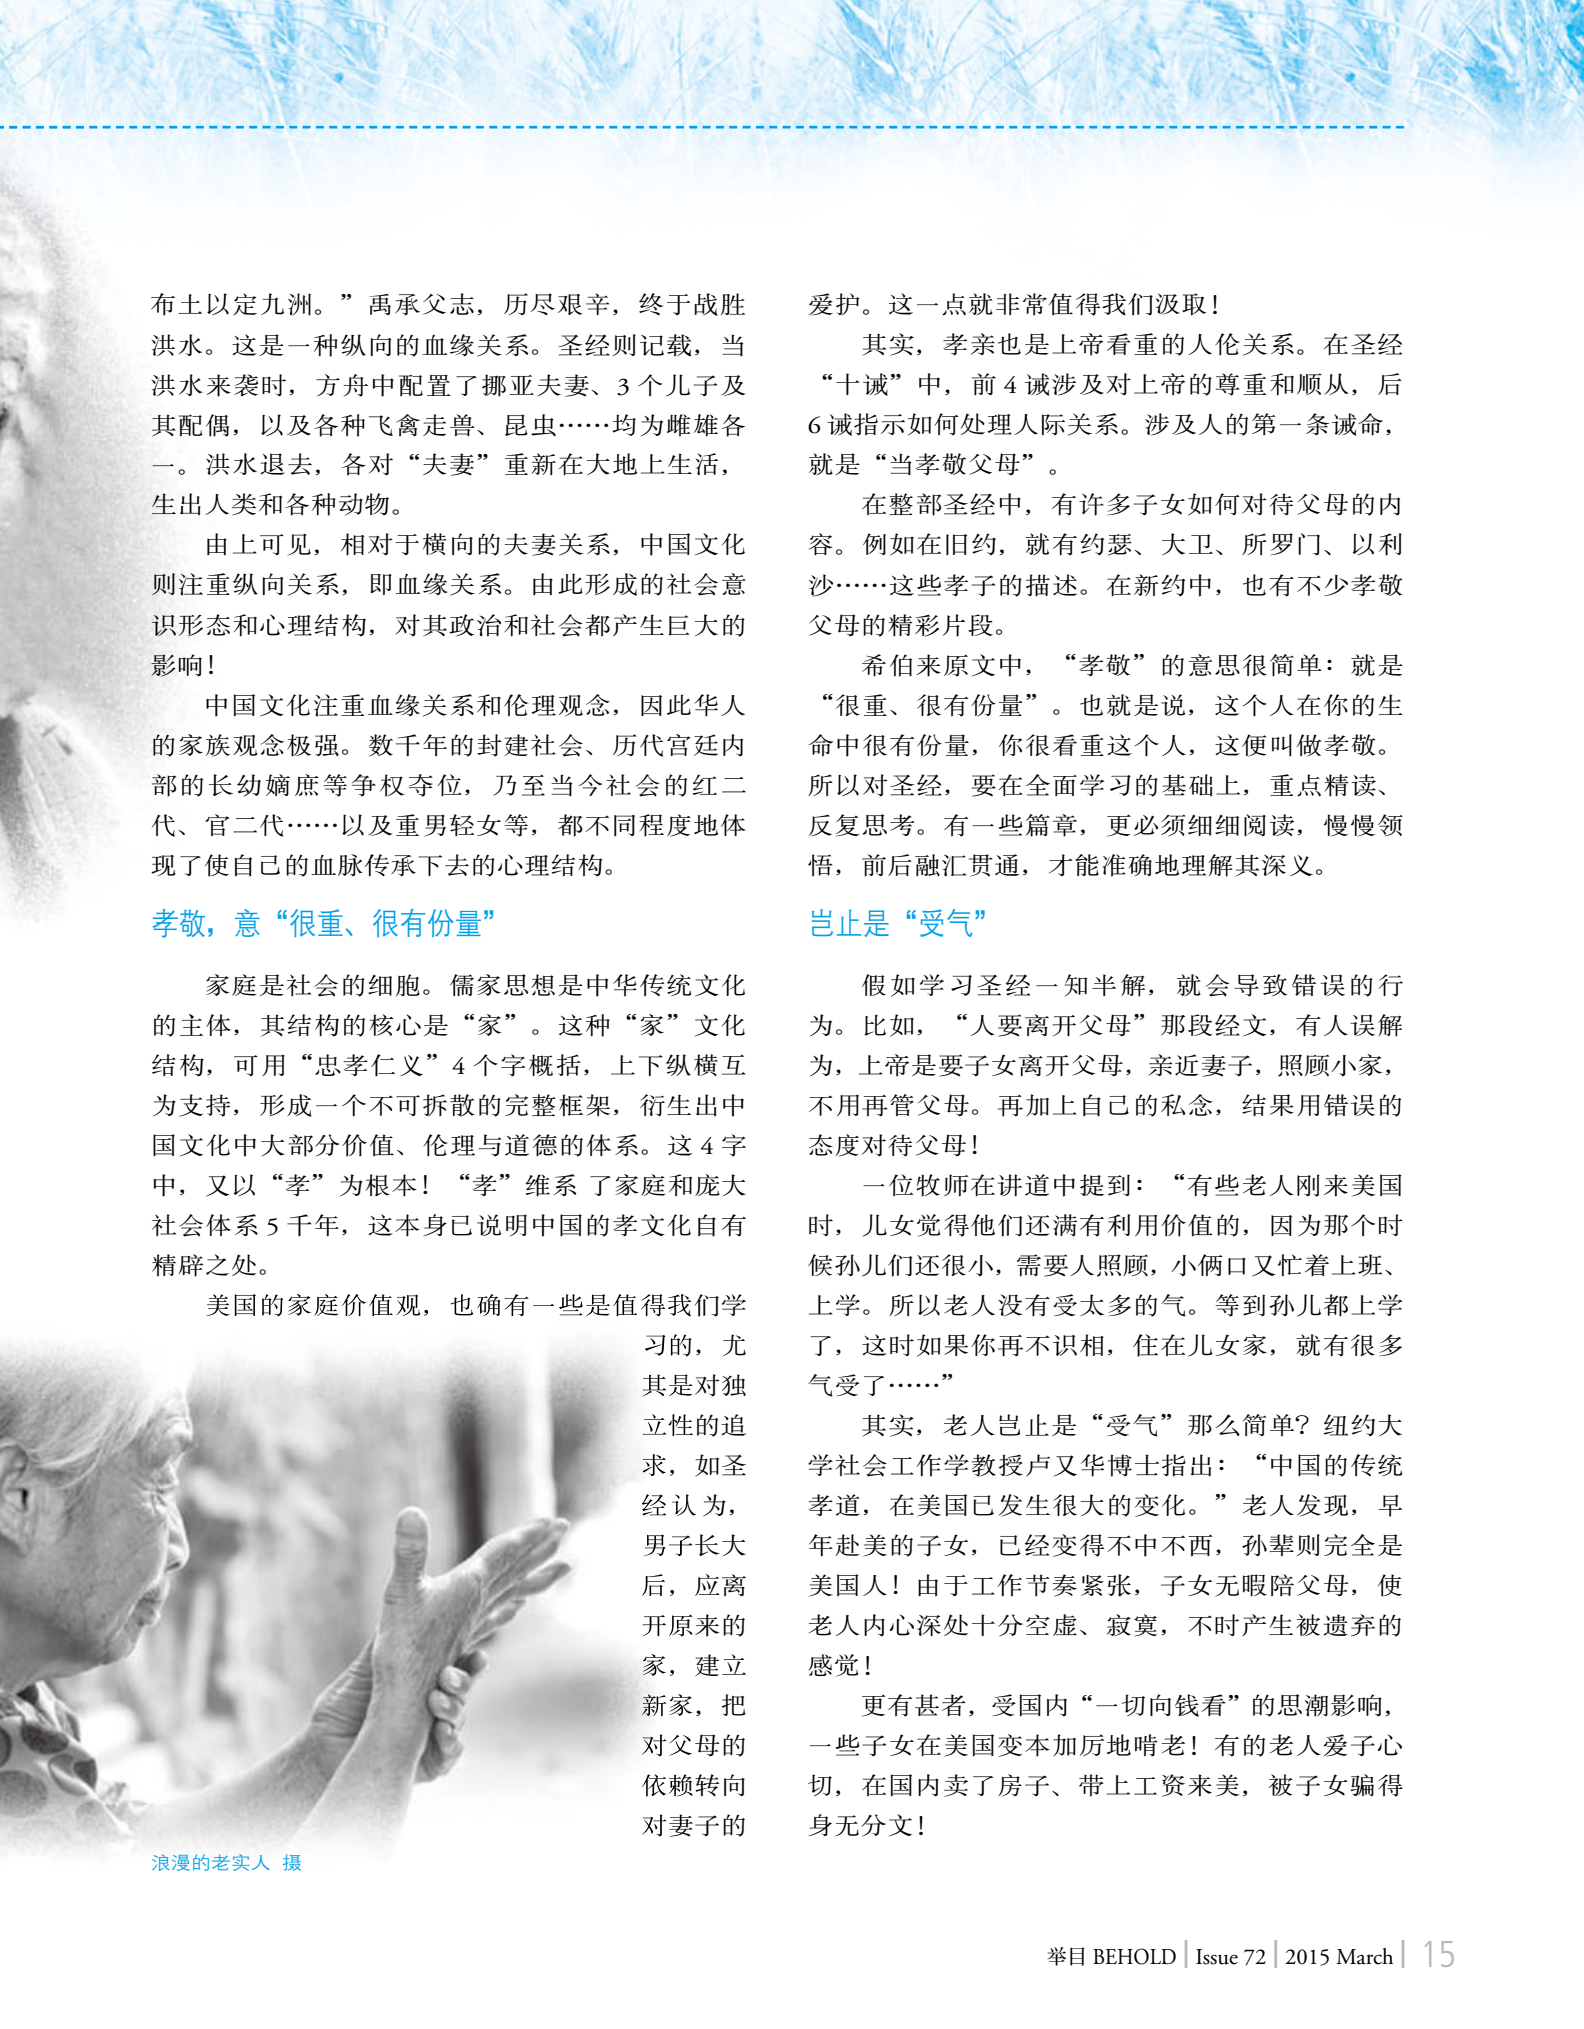 布土以定九洲。”禹承父志，历尽艰辛，终于战胜
洪水。这是一种纵向的血缘关系。圣经则记载，当
洪水来袭时，方舟中配置了挪亚夫妻、3 个儿子及
其配偶，以及各种飞禽走兽、昆虫……均为雌雄各
一。洪水退去，各对“夫妻”重新在大地上生活，
生出人类和各种动物。
由上可见，相对于横向的夫妻关系，中国文化
则注重纵向关系，即血缘关系。由此形成的社会意
识形态和心理结构，对其政治和社会都产生巨大的
影响！
中国文化注重血缘关系和伦理观念，因此华人
的家族观念极强。数千年的封建社会、历代宫廷内
部的长幼嫡庶等争权夺位，乃至当今社会的红二
代、官二代……以及重男轻女等，都不同程度地体
现了使自己的血脉传承下去的心理结构。
孝敬，意“很重、很有份量”
家庭是社会的细胞。儒家思想是中华传统文化
的主体，其结构的核心是“家”。这种“家”文化
结构，可用“忠孝仁义”4 个字概括，上下纵横互
为支持，形成一个不可拆散的完整框架，衍生出中
国文化中大部分价值、伦理与道德的体系。这 4 字
中，又以“孝”为根本！“孝”维系 了家庭和庞大
社会体系 5 千年，这本身已说明中国的孝文化自有
精辟之处。
美国的家庭价值观，也确有一些是值得我们学
习的，尤
其是对独
立性的追
求，如圣
经认为，
男子长大
后，应离
开原来的
家，建立
新家，把
对父母的
依赖转向
对妻子的
浪漫的老实人 摄
爱护。这一点就非常值得我们汲取！
其实，孝亲也是上帝看重的人伦关系。在圣经
“十诫”中，前 4 诫涉及对上帝的尊重和顺从，后
6 诫指示如何处理人际关系。涉及人的第一条诫命，
就是“当孝敬父母”。
在整部圣经中，有许多子女如何对待父母的内
容。例如在旧约，就有约瑟、大卫、所罗门、以利
沙……这些孝子的描述。在新约中，也有不少孝敬
父母的精彩片段。
希伯来原文中，“孝敬”的意思很简单：就是
“很重、很有份量”。也就是说，这个人在你的生
命中很有份量，你很看重这个人，这便叫做孝敬。
所以对圣经，要在全面学习的基础上，重点精读、
反复思考。有一些篇章，更必须细细阅读，慢慢领
悟，前后融汇贯通，才能准确地理解其深义。
岂止是“受气”
假如学习圣经一知半解，就会导致错误的行
为。比如，“人要离开父母”那段经文，有人误解
为，上帝是要子女离开父母，亲近妻子，照顾小家，
不用再管父母。再加上自己的私念，结果用错误的
态度对待父母！
一位牧师在讲道中提到：“有些老人刚来美国
时，儿女觉得他们还满有利用价值的，因为那个时
候孙儿们还很小，需要人照顾，小俩口又忙着上班、
上学。所以老人没有受太多的气。等到孙儿都上学
了，这时如果你再不识相，住在儿女家，就有很多
气受了……”
其实，老人岂止是“受气”那么简单？纽约大
学社会工作学教授卢又华博士指出：“中国的传统
孝道，在美国已发生很大的变化。”老人发现，早
年赴美的子女，已经变得不中不西，孙辈则完全是
美国人！由于工作节奏紧张，子女无暇陪父母，使
老人内心深处十分空虚、寂寞，不时产生被遗弃的
感觉！
更有甚者，受国内“一切向钱看”的思潮影响，
一些子女在美国变本加厉地啃老！有的老人爱子心
切，在国内卖了房子、带上工资来美，被子女骗得
身无分文！
举目 BEHOLD | Issue 72 | 2015 March | 15